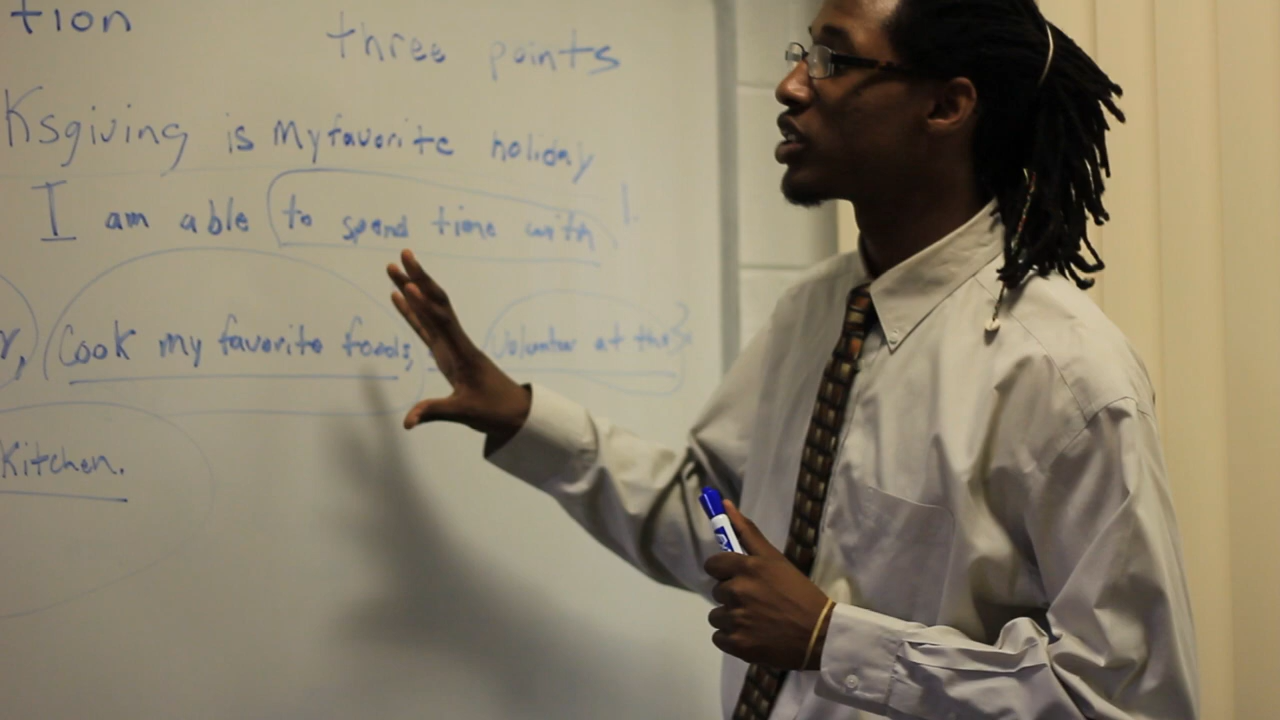 tion
three points
Ksgiving is My favorite holiday
I am able to spend time with
r, Cook my favorite foods, Volunteer at the
Kitchen.